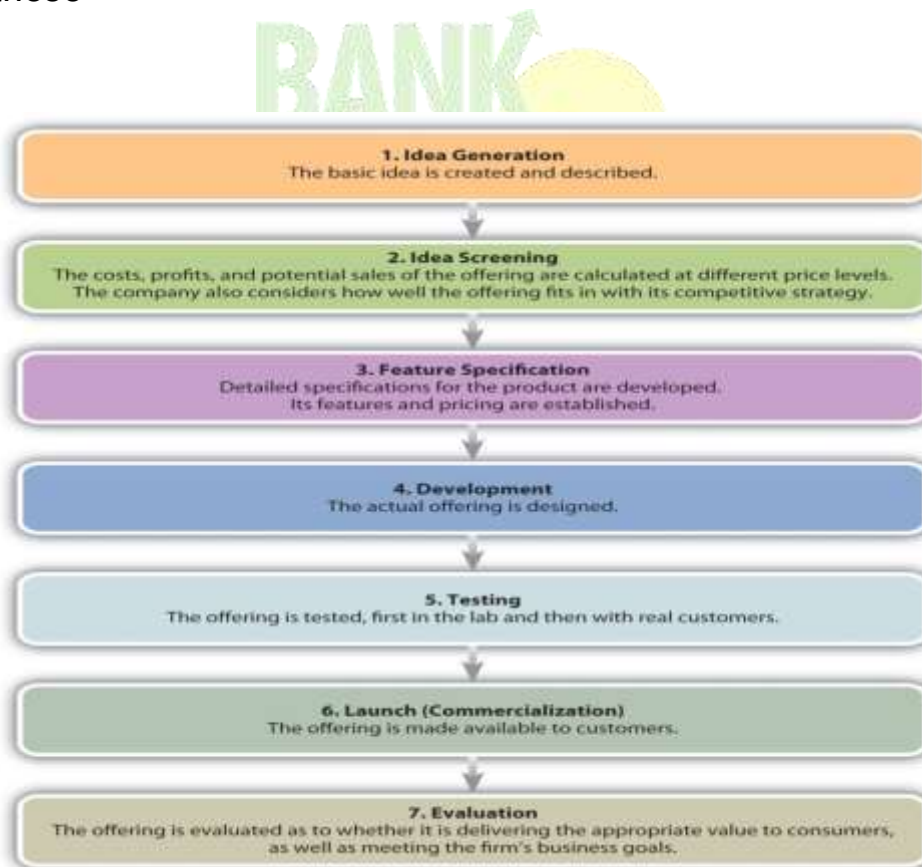 BANK
1. Idea Generation
The basic idea is created and described.
2. Idea Screening
The costs, profits, and potential sales of the offering are calculated at different price levels.
The company also considers how well the offering fits in with its competitive strategy.
3. Feature Specification
Detailed specifications for the product are developed.
Its features and pricing are established.
4. Development
The actual offering is designed.
5. Testing
The offering is tested, first in the lab and then with real customers.
6. Launch (Commercialization)
The offering is made available to customers.
7. Evaluation
The offering is evaluated as to whether it is delivering the appropriate value to consumers,
as well as meeting the firm's business goals.